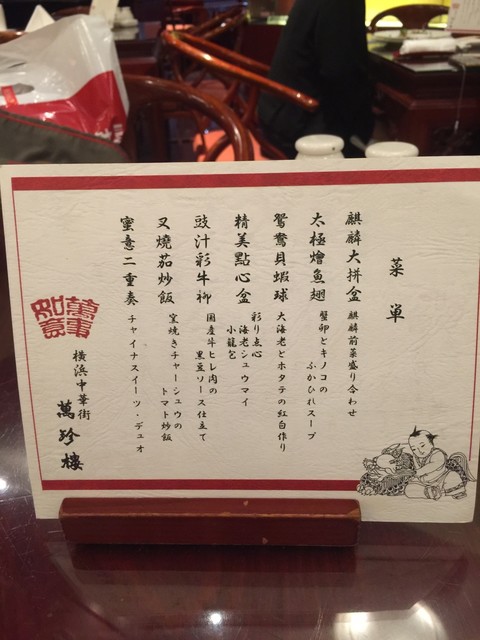 菜単
麒麟大拼盆 麒麟前菜盛り合わせ
太極燴魚翅 蟹卵とキノコの
ふかひれスープ
鴛鴦貝蝦球 大海老とホタテの紅白作り
精美點心盆 彩り点心
海老シュウマイ
小籠包
豉汁彩牛柳 国産牛ヒレ肉の
黒豆ソース仕立て
叉燒茄炒飯 窯焼きチャーシュウの
トマト炒飯
蜜意二重奏 チャイナスイーツ・デュオ
萬事如意
横浜中華街
萬珍樓